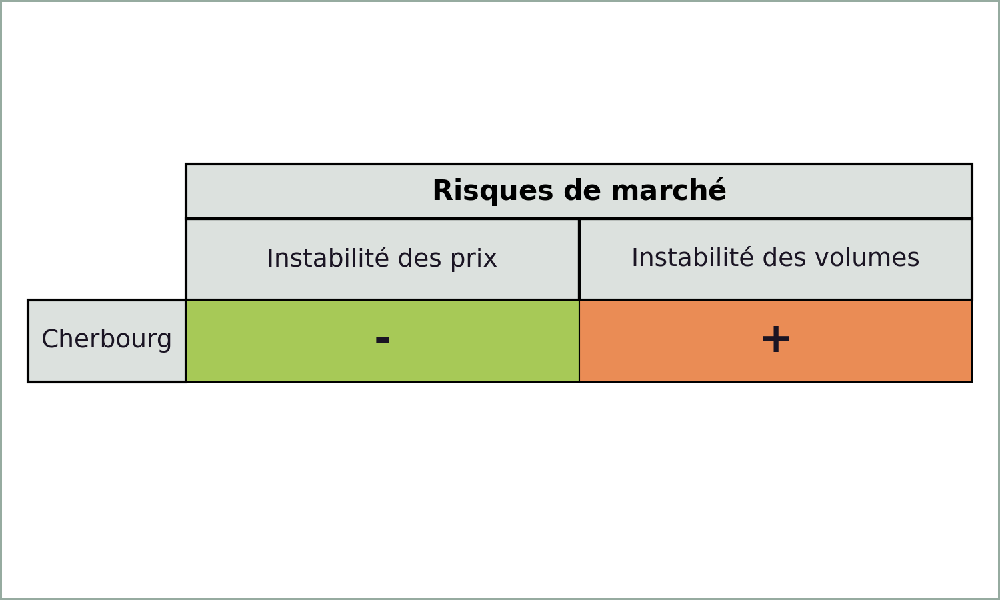 Risques de marché
Instabilité des prix
Instabilité des volumes
Cherbourg
-
+